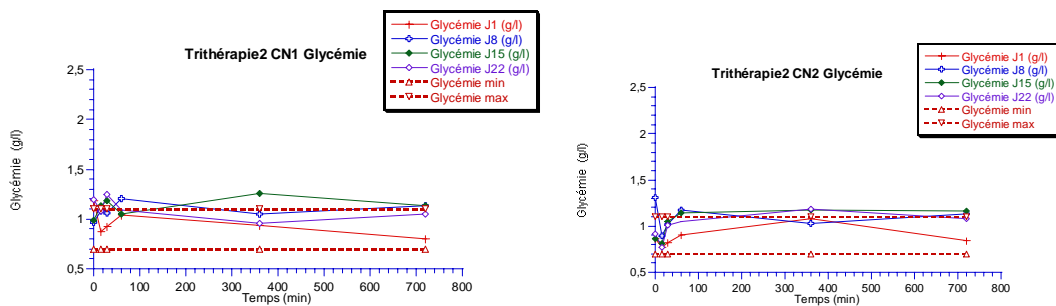 Trithérapie2 CN1 Glycémie
Glycémie J1 (g/l)
Glycémie J8 (g/l)
Glycémie J15 (g/l)
Glycémie J22 (g/l)
Glycémie min
Glycémie max
Glycémie (g/l)
2,5
2
1,5
1
0,5
0 100 200 300 400 500 600 700 800
Temps (min)
Trithérapie2 CN2 Glycémie
Glycémie J1 (g/l)
Glycémie J8 (g/l)
Glycémie J15 (g/l)
Glycémie J22 (g/l)
Glycémie min
Glycémie max
Glycémie (g/l)
2,5
2
1,5
1
0,5
0 100 200 300 400 500 600 700 800
Temps (min)